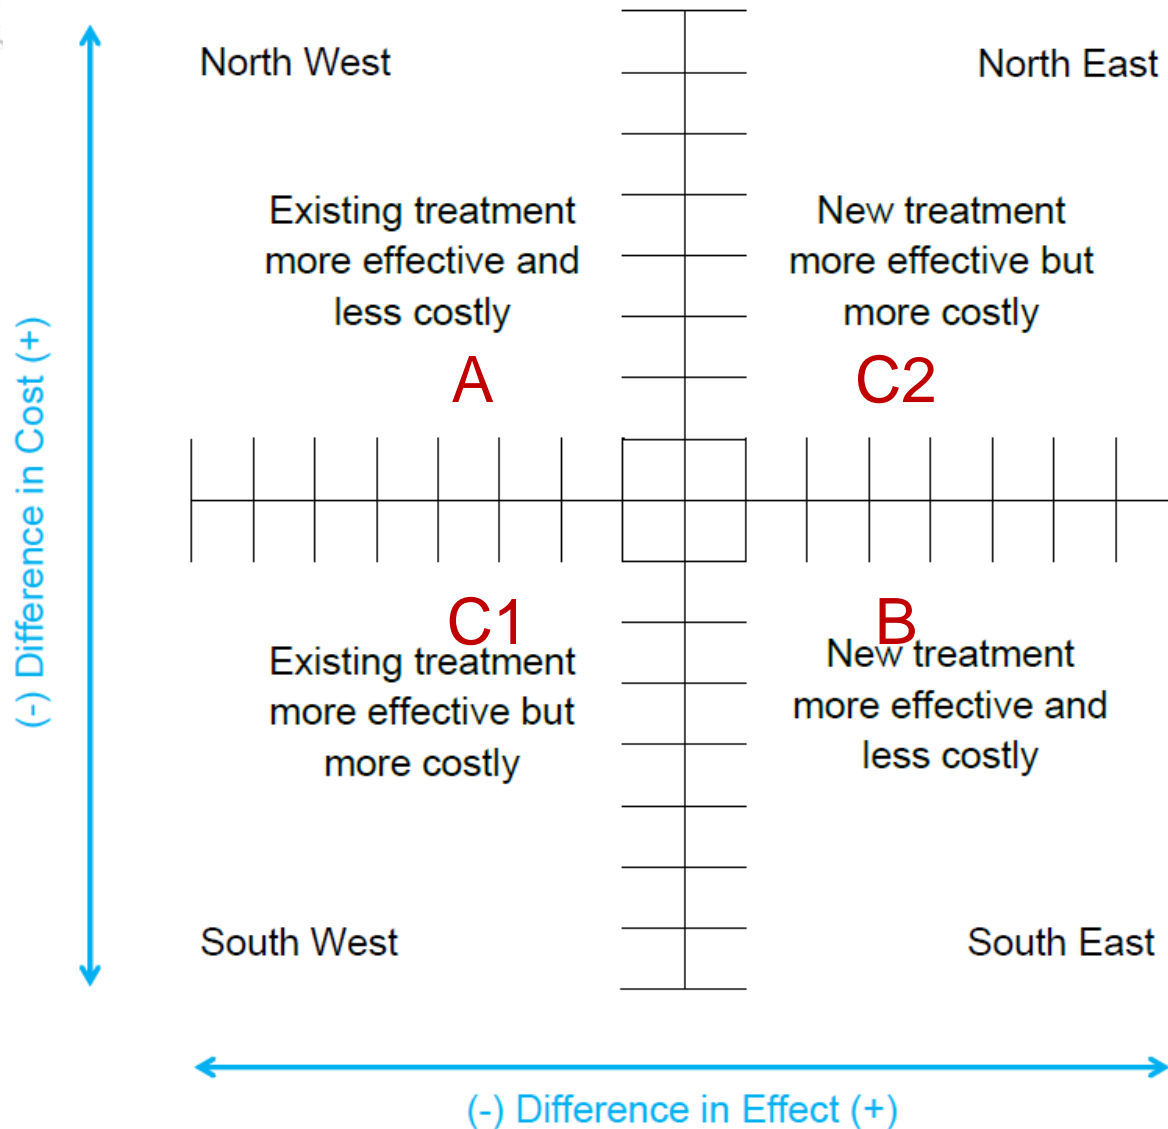 North West
North East
Existing treatment
more effective and
less costly
A
New treatment
more effective but
more costly
C2
(-) Difference in Cost (+)
C1
Existing treatment
more effective but
more costly
B
New treatment
more effective and
less costly
South West
South East
(-) Difference in Effect (+)